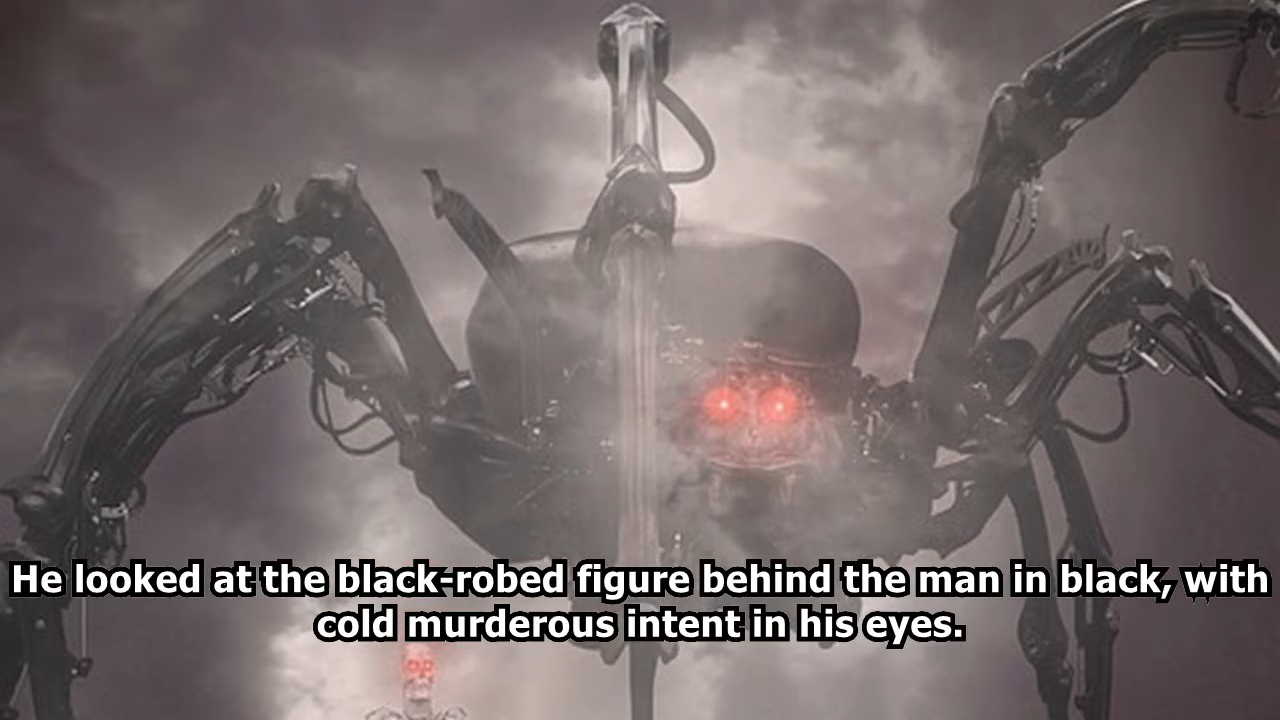 He looked at the black-robed figure behind the man in black, with
cold murderous intent in his eyes.